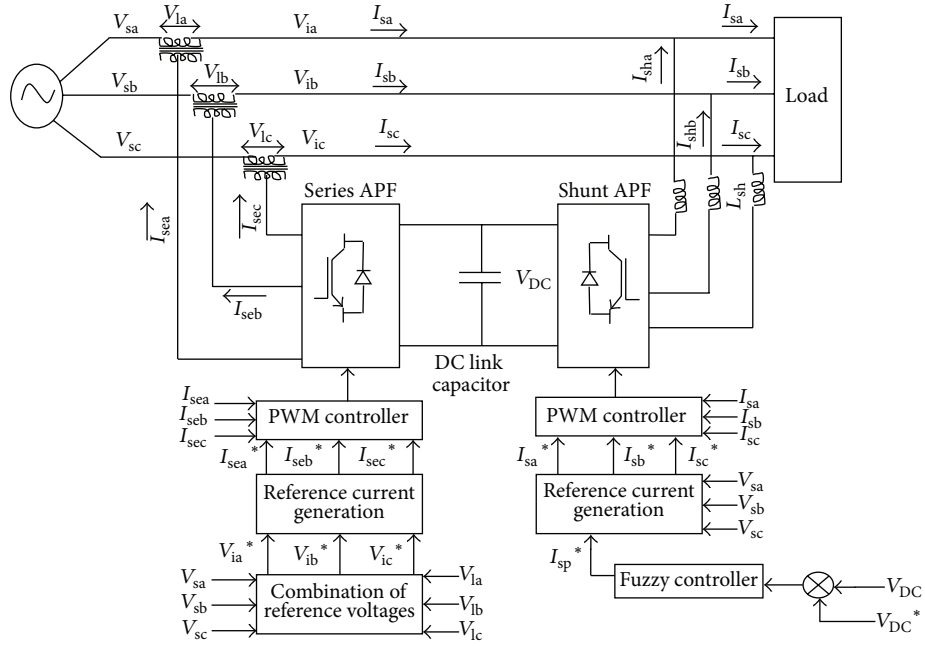 V_la I_sa I_sa
V_sa V_ia
I_sha
V_lb I_sb I_sb
V_sb V_ib Load
I_shb
V_lc I_sc I_sc
V_sc V_ic
Series APF Shunt APF L_sh
I_sea I_sec
V_DC
I_seb
DC link
capacitor
I_sea I_sa
I_seb PWM controller PWM controller I_sb
I_sec I_sc
I_sea* I_seb* I_sec* I_sa* I_sb* I_sc*
Reference current
generation
Reference current
generation
V_sa
V_sb
V_sc
V_ia* V_ib* V_ic* I_sp*
Fuzzy controller
V_sa V_la
V_sb Combination of
reference voltages V_lb
V_sc V_lc
V_DC
V_DC*